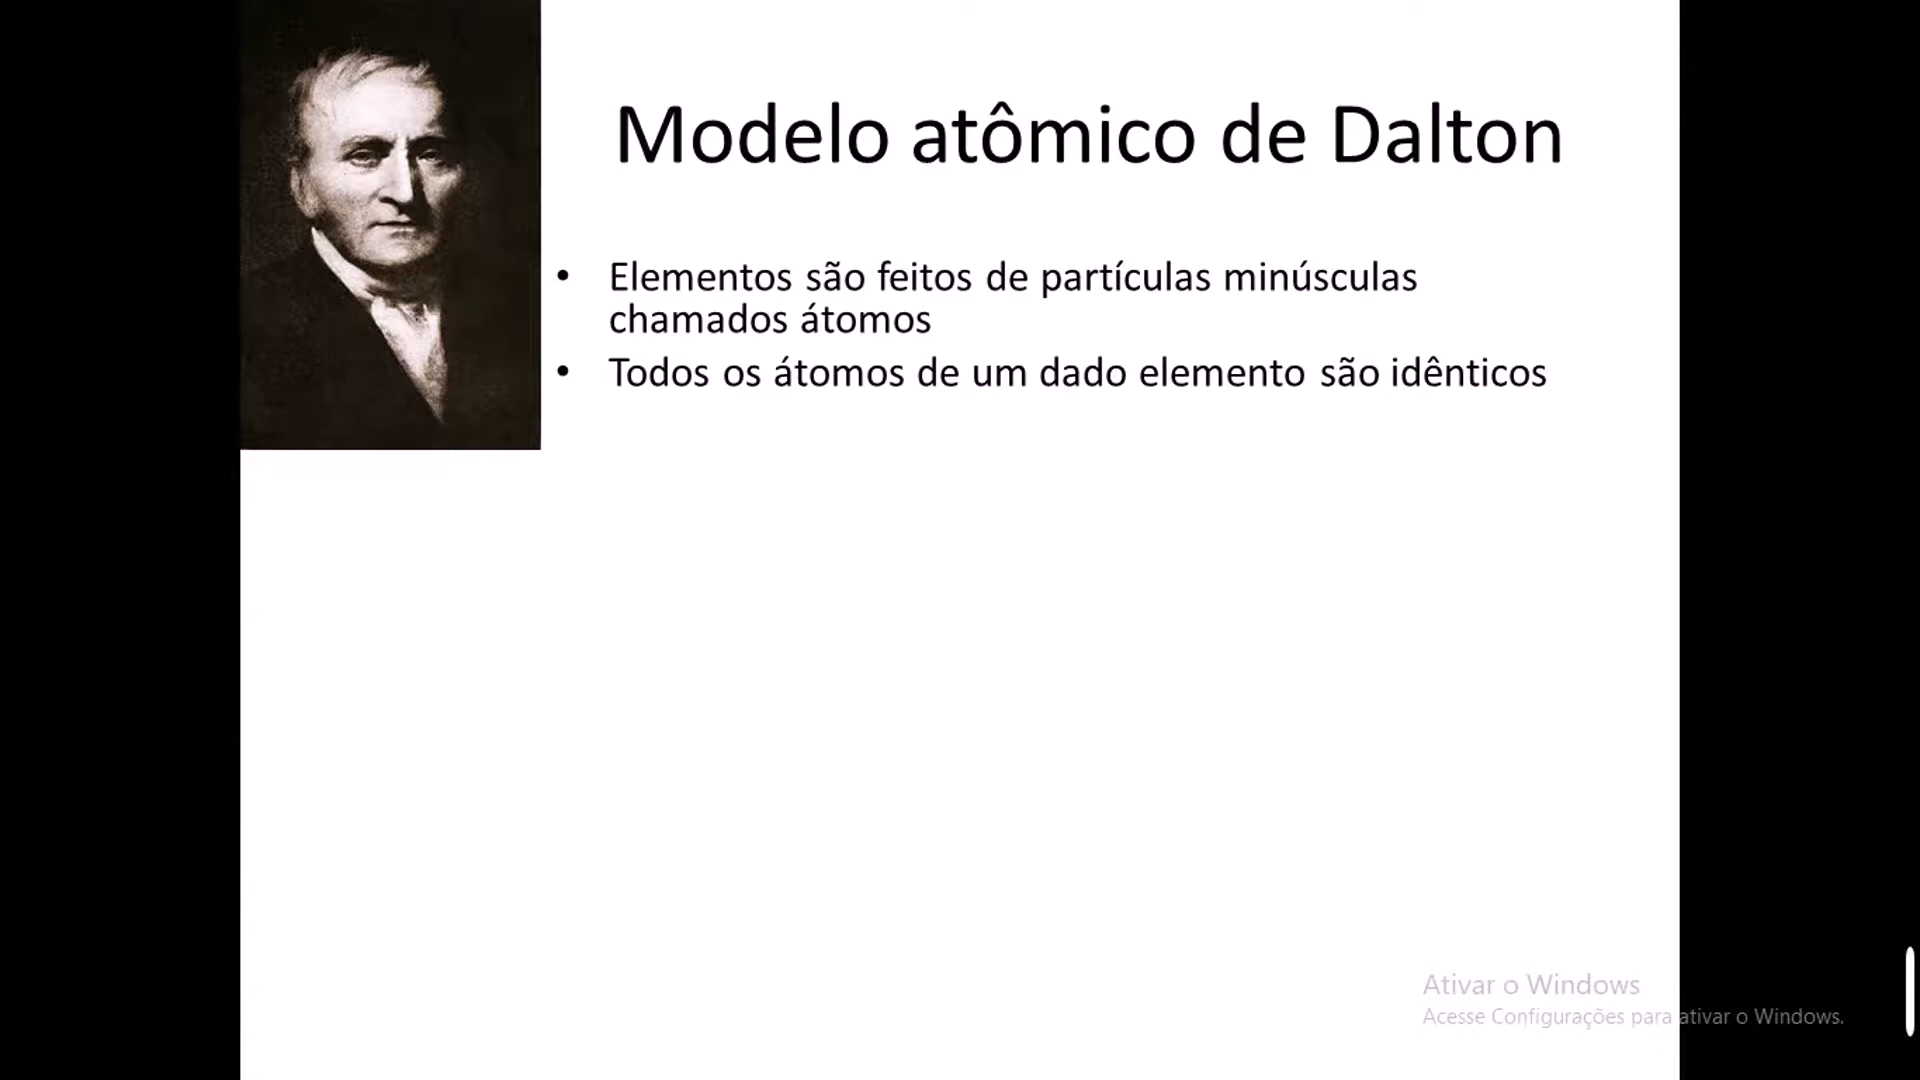 Modelo atômico de Dalton
• Elementos são feitos de partículas minúsculas
chamados átomos
• Todos os átomos de um dado elemento são idênticos
Ativar o Windows
Acesse Configurações para ativar o Windows.